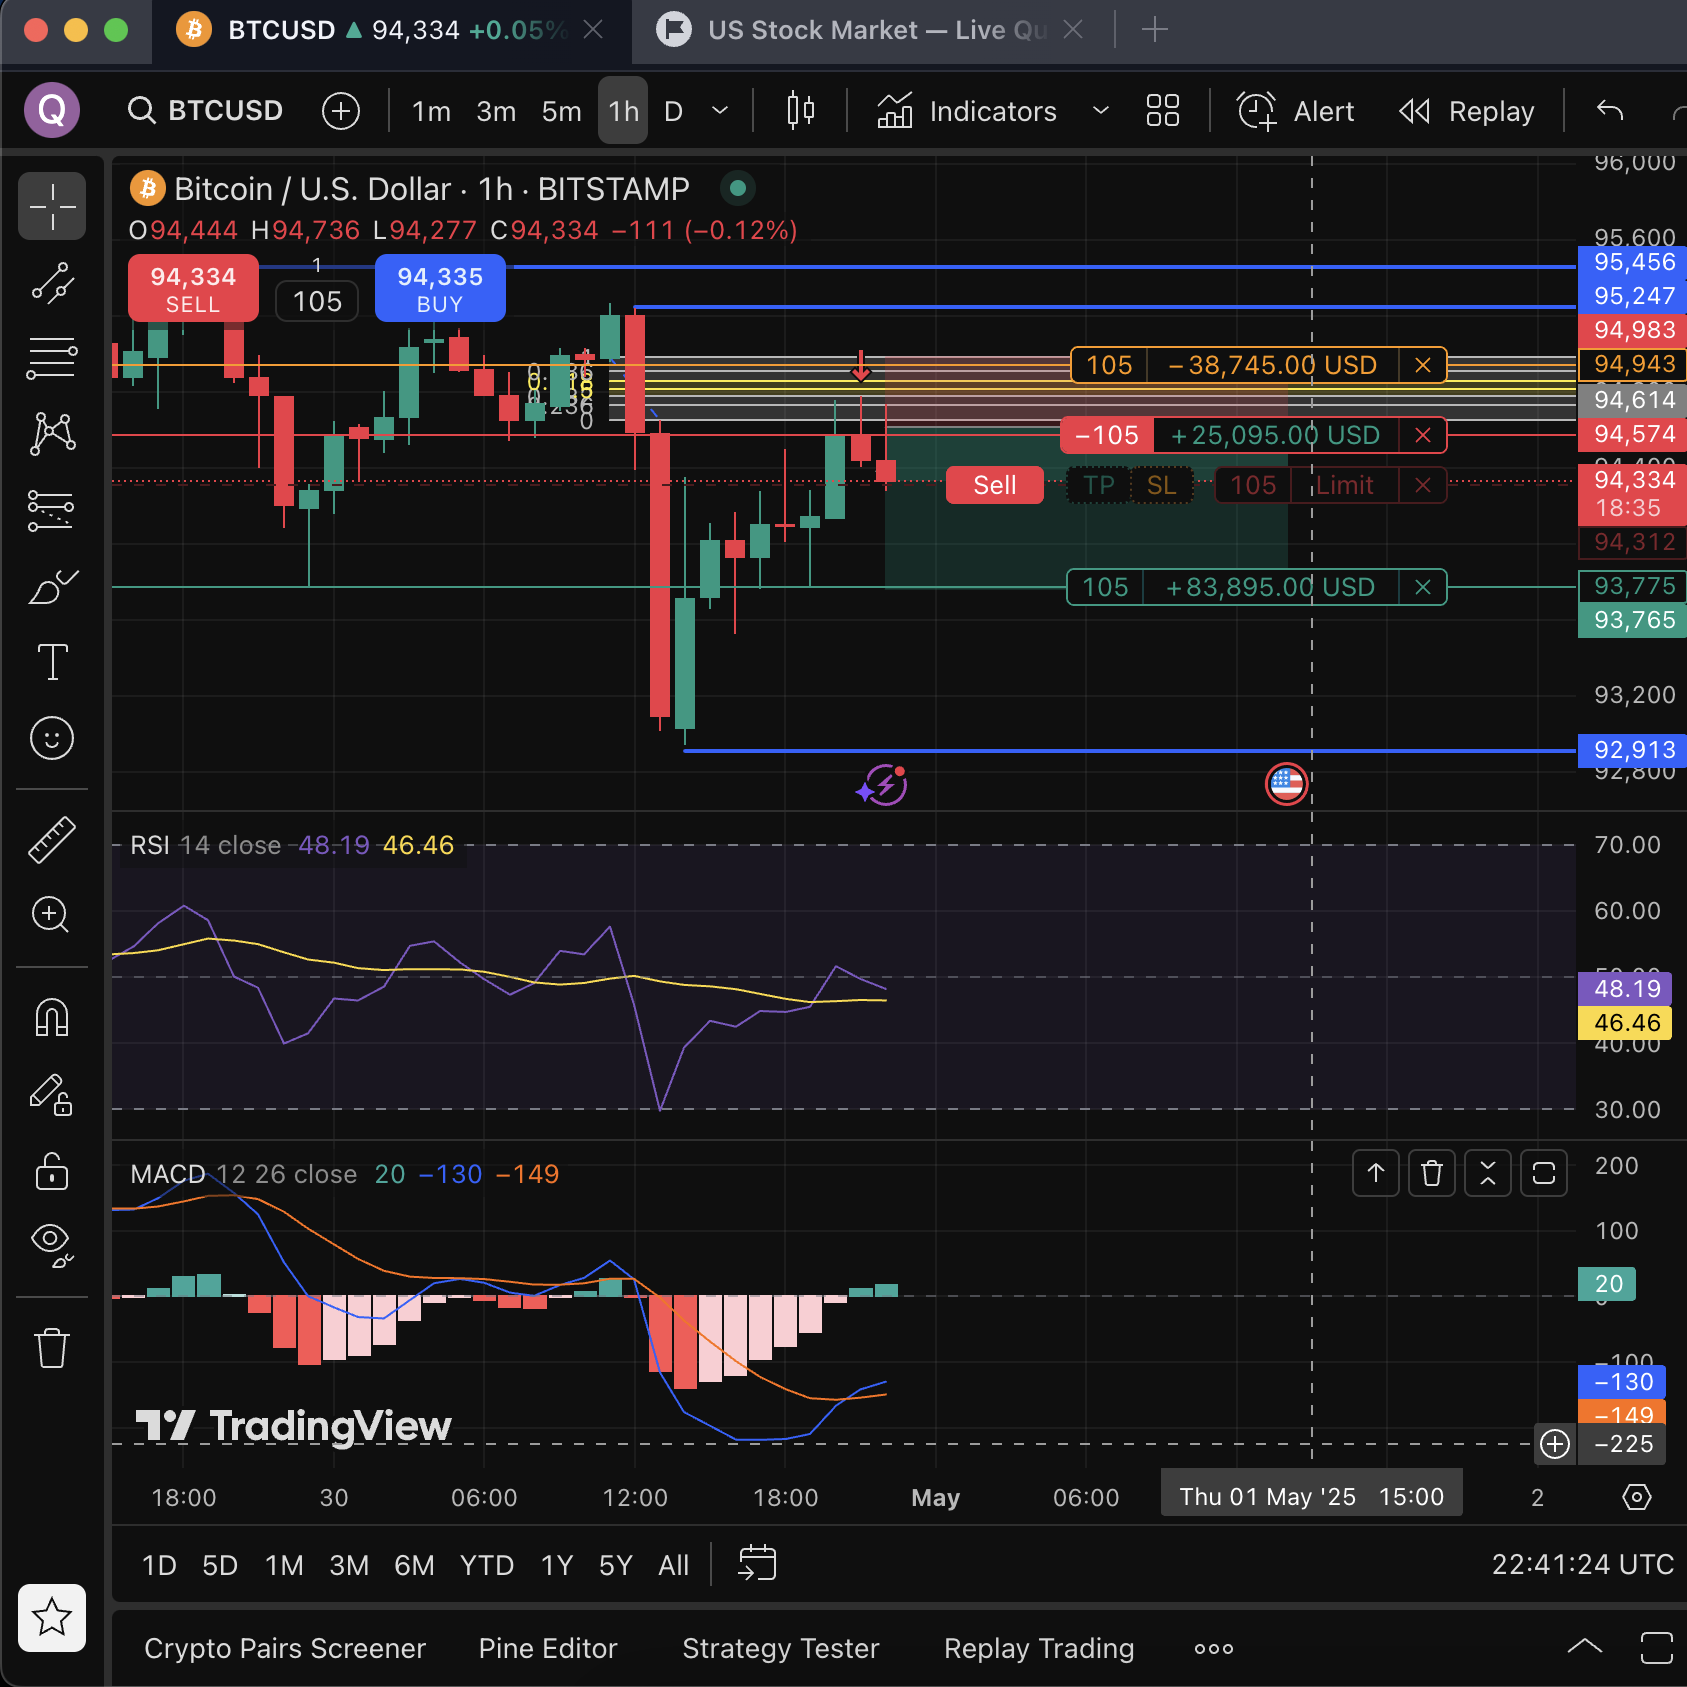 BTCUSD ▲ 94,334 +0.05%
US Stock Market — Live Qu
Q
BTCUSD
1m 3m 5m 1h D
Indicators
Alert
Replay
Bitcoin / U.S. Dollar · 1h · BITSTAMP
O94,444 H94,736 L94,277 C94,334 −111 (−0.12%)
94,334
SELL
1
105
94,335
BUY
0
105 −38,745.00 USD
−105 +25,095.00 USD
Sell TP SL 105 Limit
105 +83,895.00 USD
96,000
95,600
95,456
95,247
94,983
94,943
94,614
94,574
94,334
18:35
94,312
93,775
93,765
93,200
92,913
92,800
RSI 14 close 48.19 46.46
70.00
60.00
50.00
48.19
46.46
40.00
30.00
MACD 12 26 close 20 −130 −149
200
100
20
0
−100
−130
−149
−225
TradingView
18:00 30 06:00 12:00 18:00 May 06:00 Thu 01 May '25 15:00 2
1D 5D 1M 3M 6M YTD 1Y 5Y All
22:41:24 UTC
Crypto Pairs Screener Pine Editor Strategy Tester Replay Trading